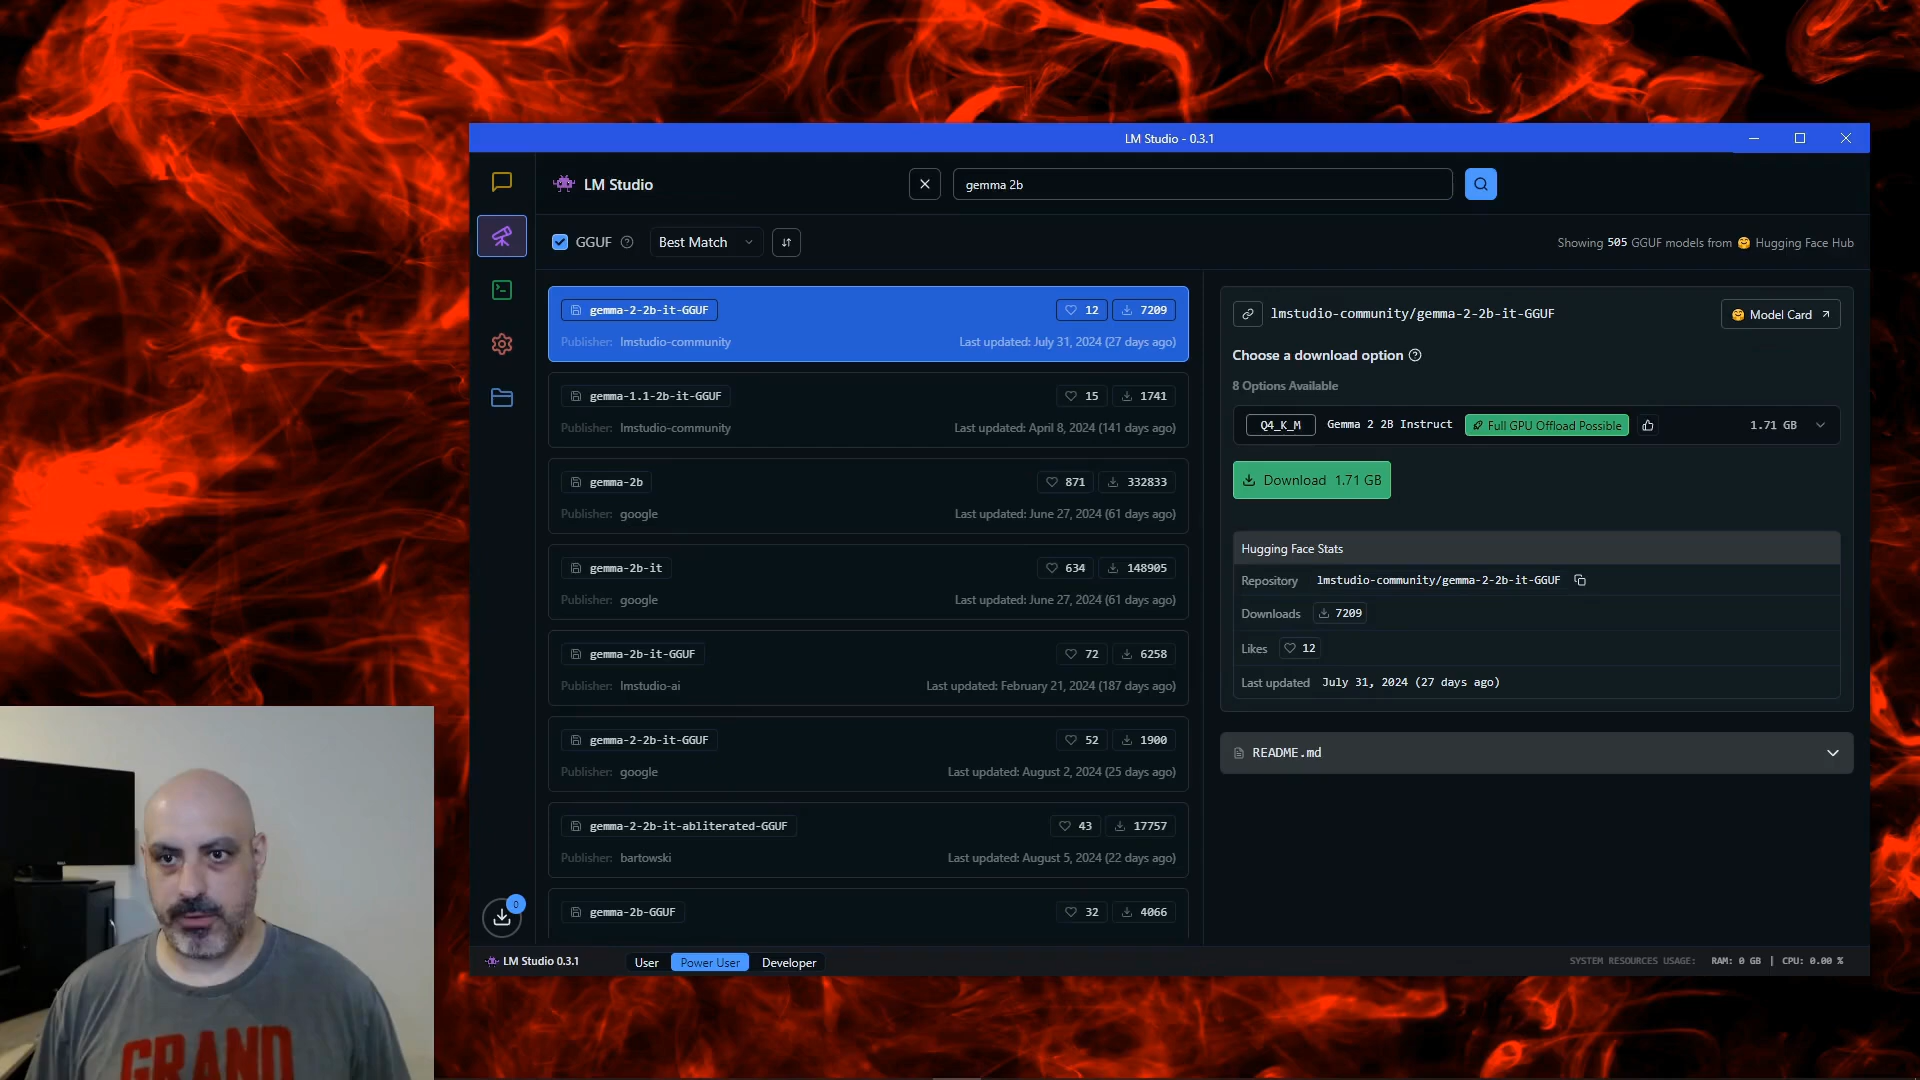 LM Studio - 0.3.1
LM Studio
gemma 2b
GGUF
Best Match
Showing 505 GGUF models from 🤗 Hugging Face Hub
gemma-2-2b-it-GGUF
12
7209
Publisher: lmstudio-community
Last updated: July 31, 2024 (27 days ago)
gemma-1.1-2b-it-GGUF
15
1741
Publisher: lmstudio-community
Last updated: April 8, 2024 (141 days ago)
gemma-2b
871
332833
Publisher: google
Last updated: June 27, 2024 (61 days ago)
gemma-2b-it
634
148905
Publisher: google
Last updated: June 27, 2024 (61 days ago)
gemma-2b-it-GGUF
72
6258
Publisher: lmstudio-ai
Last updated: February 21, 2024 (187 days ago)
gemma-2-2b-it-GGUF
52
1900
Publisher: google
Last updated: August 2, 2024 (25 days ago)
gemma-2-2b-it-abliterated-GGUF
43
17757
Publisher: bartowski
Last updated: August 5, 2024 (22 days ago)
gemma-2b-GGUF
32
4066
lmstudio-community/gemma-2-2b-it-GGUF
🤗 Model Card
Choose a download option
8 Options Available
Q4_K_M
Gemma 2 2B Instruct
Full GPU Offload Possible
1.71 GB
Download 1.71 GB
Hugging Face Stats
Repository lmstudio-community/gemma-2-2b-it-GGUF
Downloads 7209
Likes 12
Last updated July 31, 2024 (27 days ago)
README.md
0
LM Studio 0.3.1
User
Power User
Developer
SYSTEM RESOURCES USAGE: RAM: 0 GB | CPU: 0.00 %
GRAND